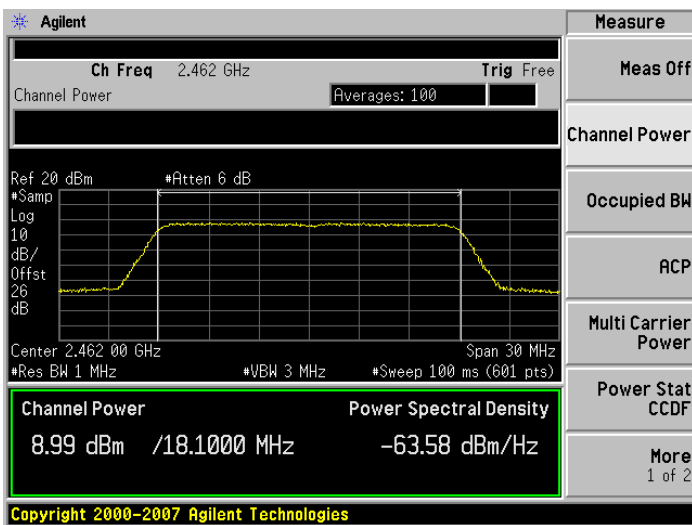 Agilent
Measure
Ch Freq 2.462 GHz Trig Free
Channel Power Averages: 100
Meas Off
Channel Power
Occupied BW
ACP
Multi Carrier
Power
Power Stat
CCDF
More
1 of 2
Ref 20 dBm #Atten 6 dB
#Samp
Log
10
dB/
Offst
26
dB
Center 2.462 00 GHz Span 30 MHz
#Res BW 1 MHz #VBW 3 MHz #Sweep 100 ms (601 pts)
Channel Power Power Spectral Density
8.99 dBm /18.1000 MHz -63.58 dBm/Hz
Copyright 2000-2007 Agilent Technologies